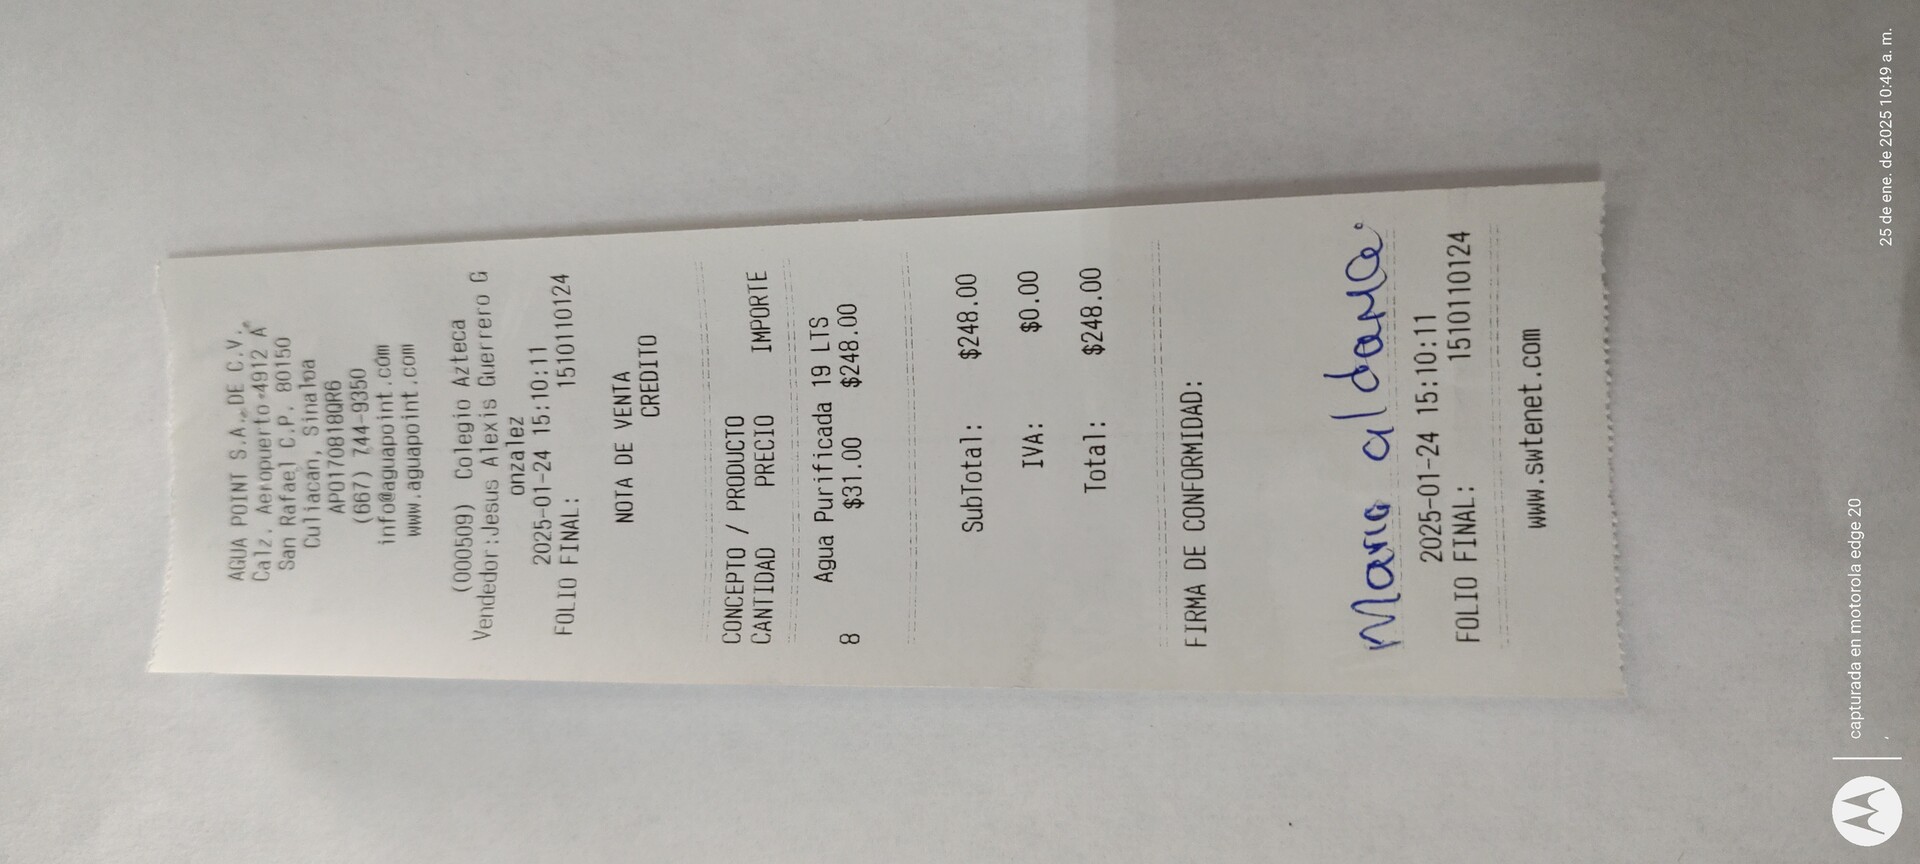 AGUA POINT S.A. DE C.V.
Calz. Aeropuerto 4912 A
San Rafael C.P. 80150
Culiacan, Sinaloa
APO170818QR6
(667) 744-9350
info@aguapoint.com
www.aguapoint.com
(000509) Colegio Azteca
Vendedor:Jesus Alexis Guerrero G
onzalez
2025-01-24 15:10:11
FOLIO FINAL: 1510110124
NOTA DE VENTA
CREDITO
CONCEPTO / PRODUCTO
CANTIDAD PRECIO IMPORTE
Agua Purificada 19 LTS
8 $31.00 $248.00
SubTotal: $248.00
IVA: $0.00
Total: $248.00
FIRMA DE CONFORMIDAD:
Maria aldama.
2025-01-24 15:10:11
FOLIO FINAL: 1510110124
www.swtenet.com
capturada en motorola edge 20
25 de ene. de 2025 10:49 a. m.